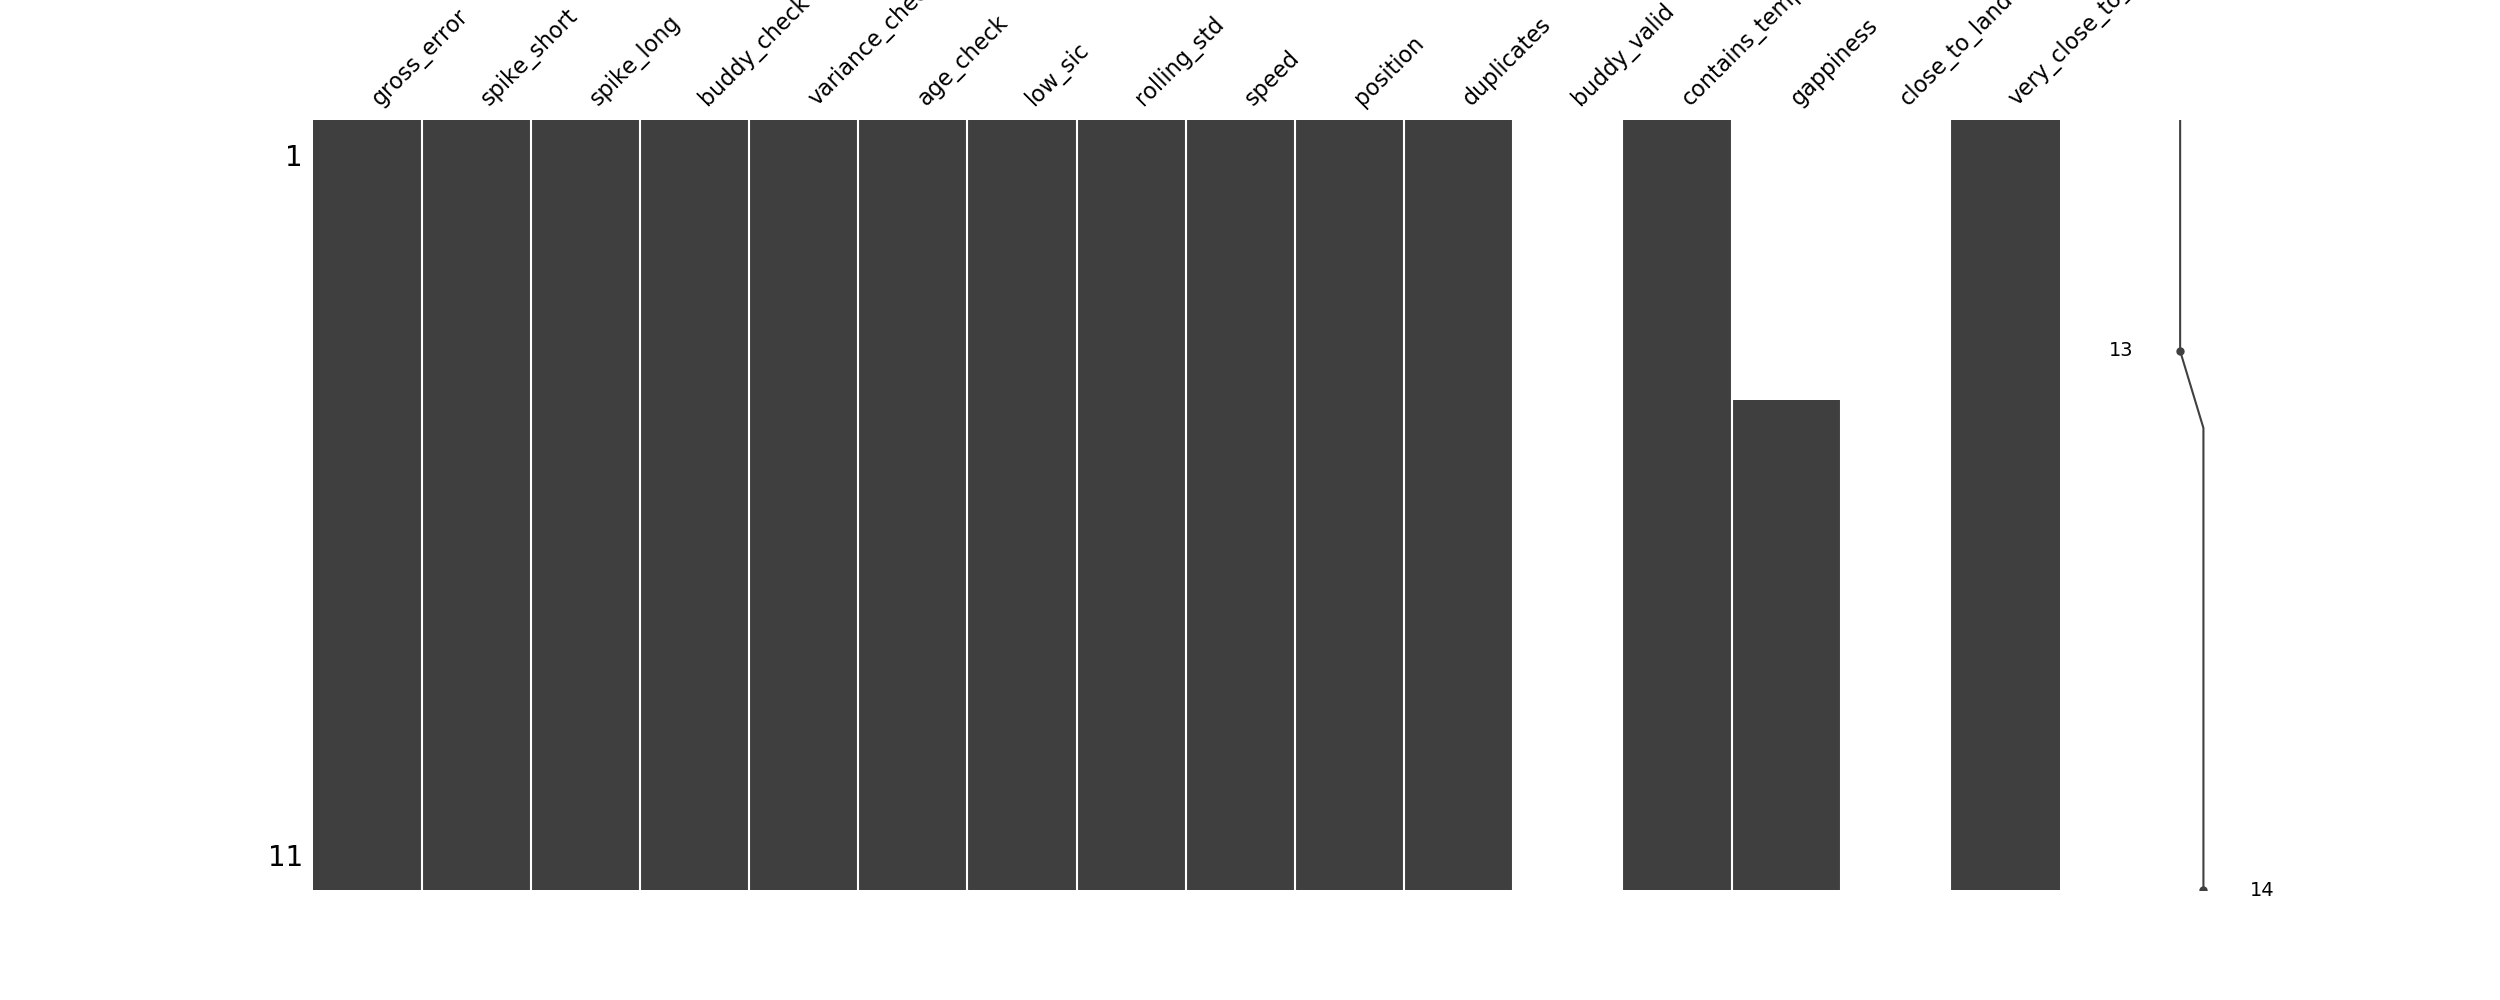 gross_error
spike_short
spike_long
buddy_check
age_check
low_sic
rolling_std
speed
position
duplicates
buddy_valid
gappiness
close_to_land
1
13
11
14